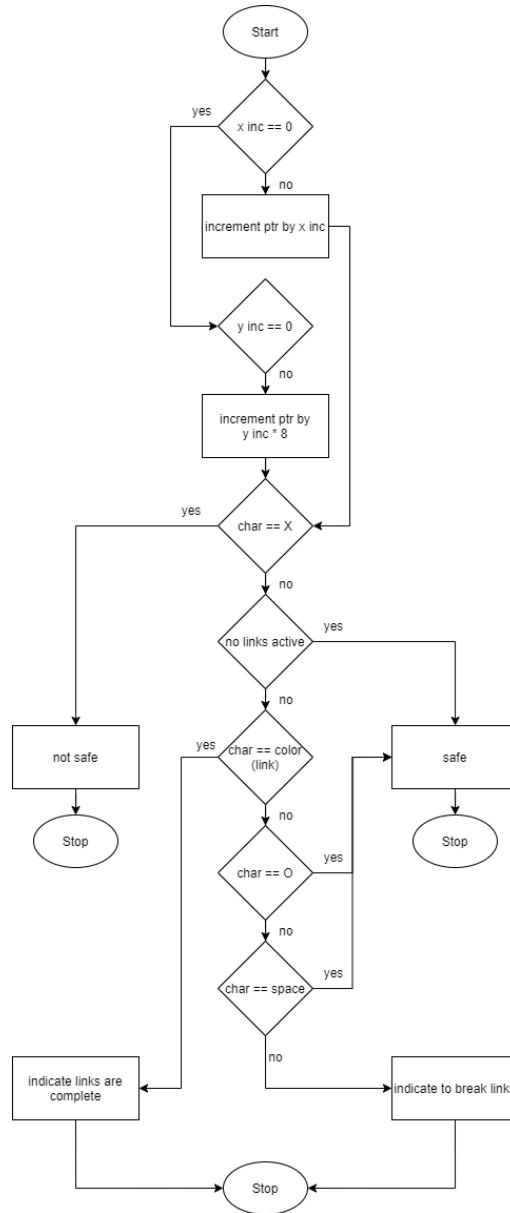 Start
yes
x inc == 0
no
increment ptr by x inc
y inc == 0
no
increment ptr by
y inc * 8
yes
char == X
no
no links active
yes
no
not safe
yes
char == color
(link)
safe
no
Stop
Stop
char == O
yes
no
char == space
yes
no
indicate links are
complete
indicate to break links
Stop